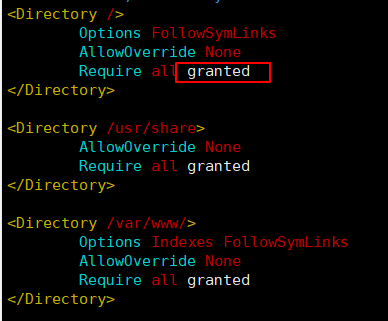 <Directory />
Options FollowSymLinks
AllowOverride None
Require all granted
</Directory>
<Directory /usr/share>
AllowOverride None
Require all granted
</Directory>
<Directory /var/www/>
Options Indexes FollowSymLinks
AllowOverride None
Require all granted
</Directory>